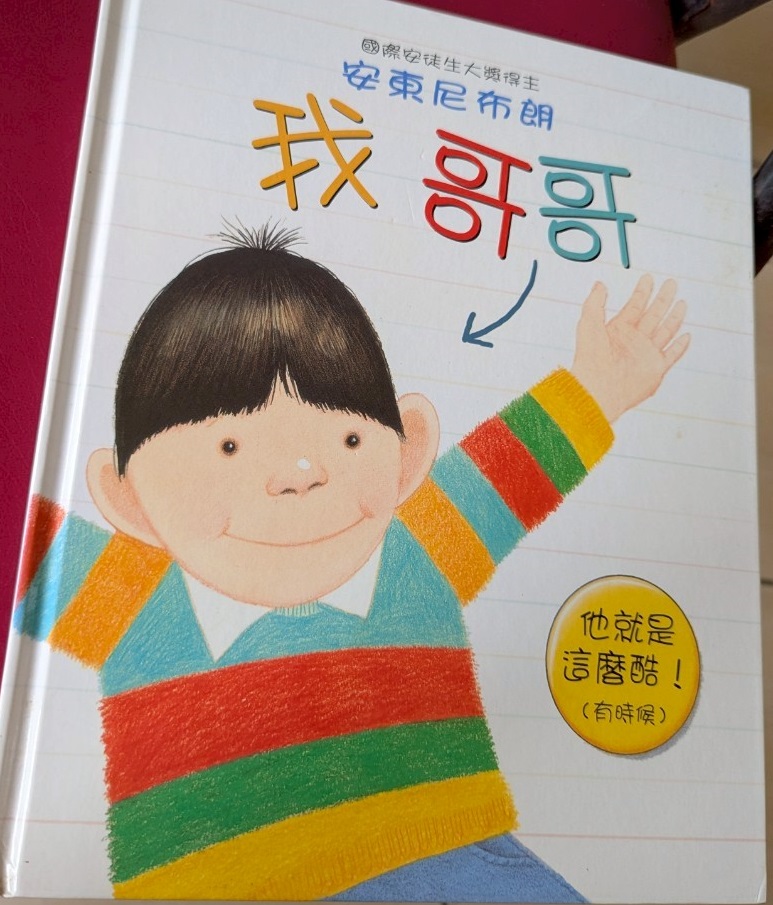 國際安徒生大獎得主
安東尼布朗
我哥哥
他就是
這麼酷！
（有時候）